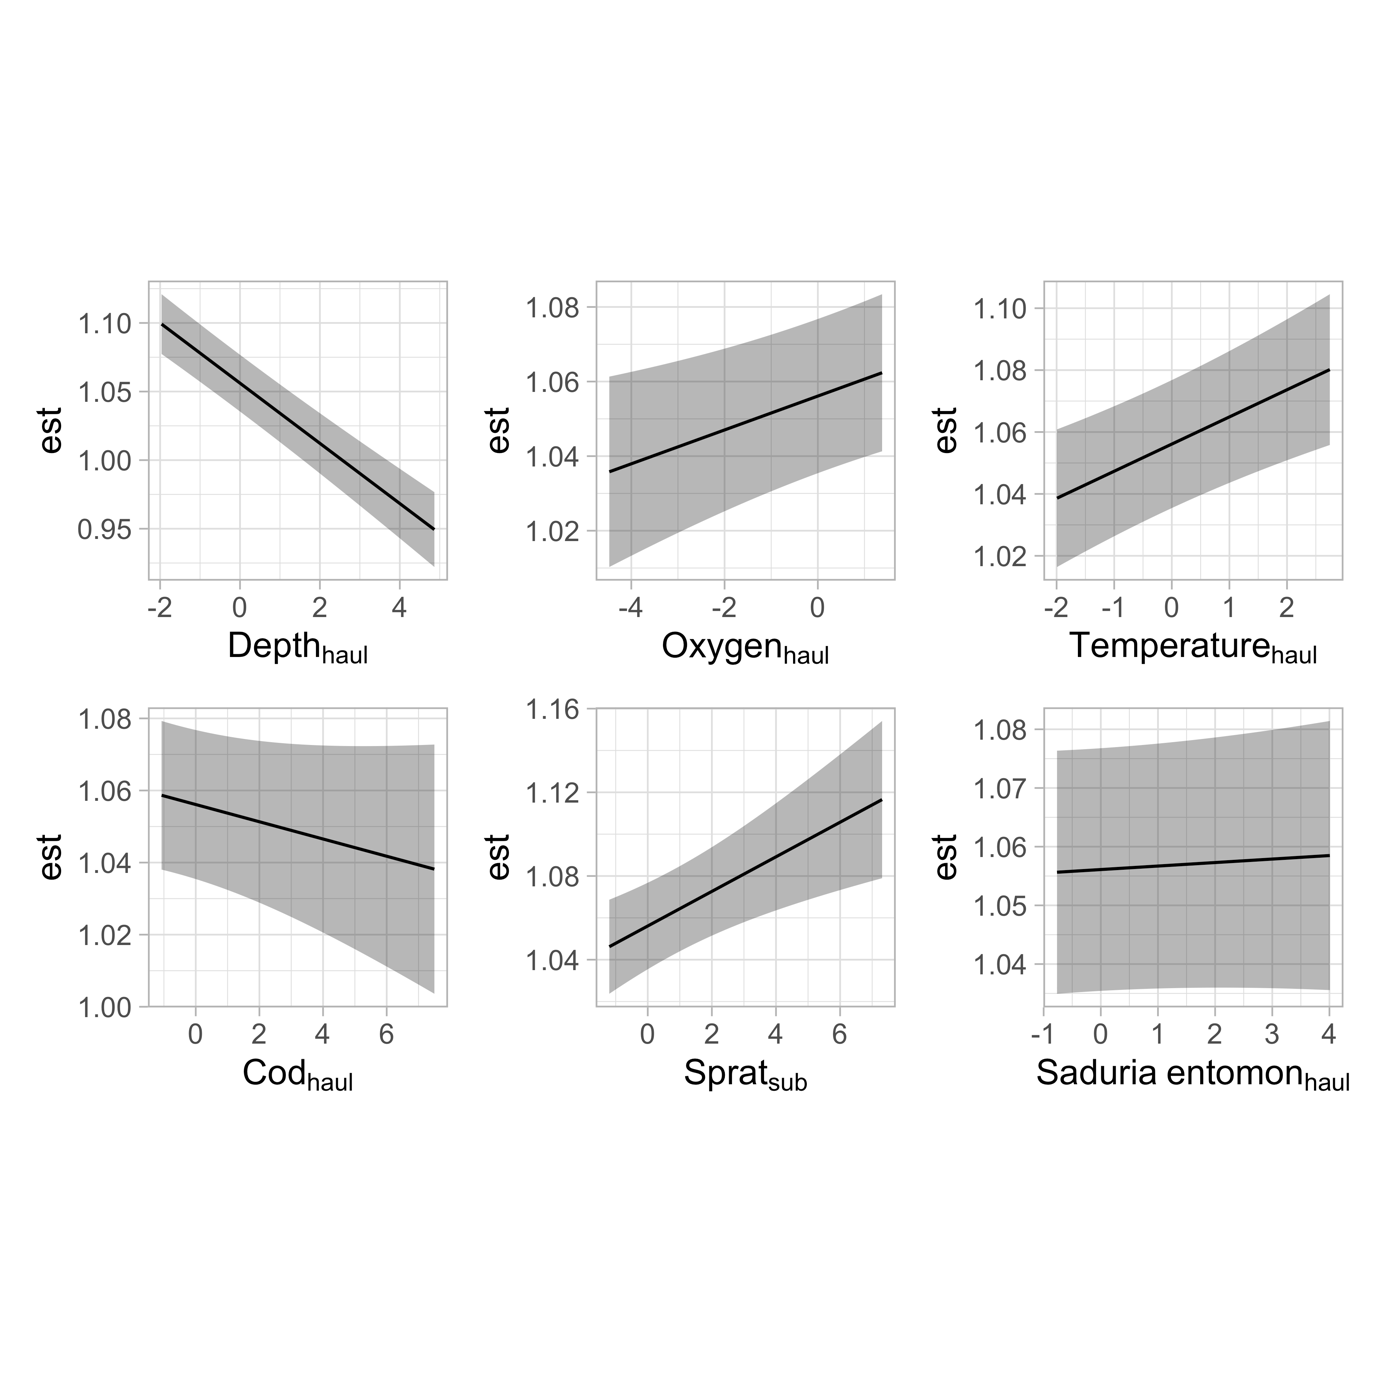 est
1.10
1.05
1.00
0.95
-2 0 2 4
Depthhaul
est
1.08
1.06
1.04
1.02
-4 -2 0
Oxygenhaul
est
1.10
1.08
1.06
1.04
1.02
-2 -1 0 1 2
Temperaturehaul
est
1.08
1.06
1.04
1.02
1.00
0 2 4 6
Codhaul
est
1.16
1.12
1.08
1.04
0 2 4 6
Spratsub
est
1.08
1.07
1.06
1.05
1.04
-1 0 1 2 3 4
Saduria entomonhaul